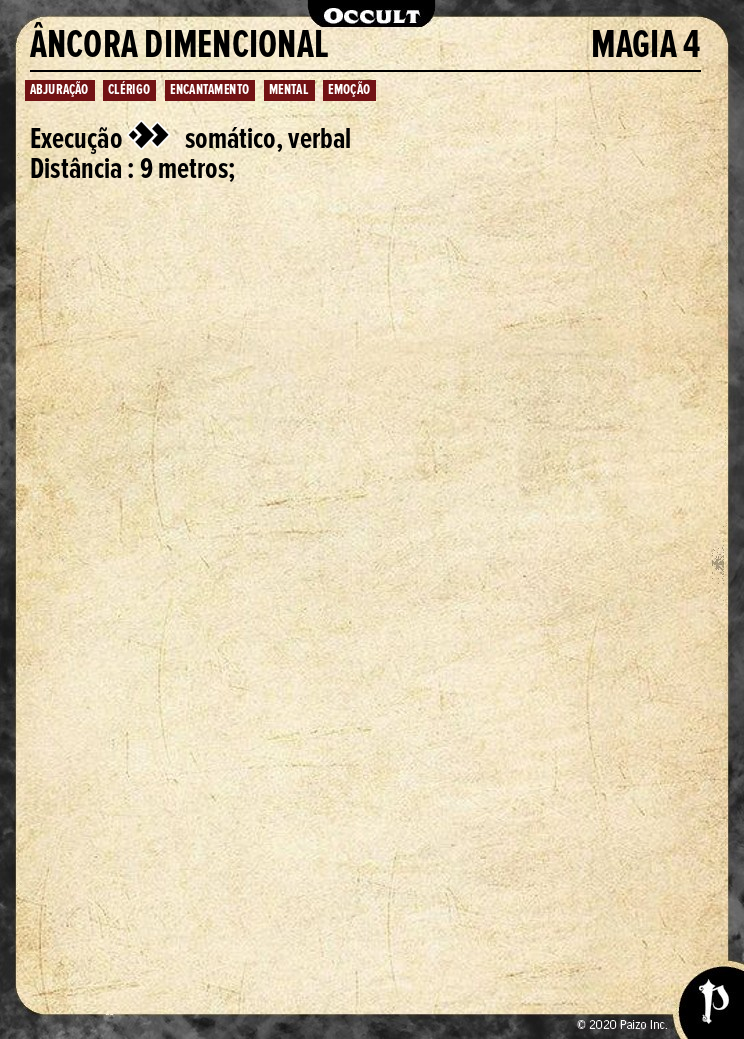 OCCULT
ÂNCORA DIMENCIONAL MAGIA 4
ABJURAÇÃO CLÉRIGO ENCANTAMENTO MENTAL EMOÇÃO
Execução somático, verbal
Distância : 9 metros;
© 2020 Paizo Inc.